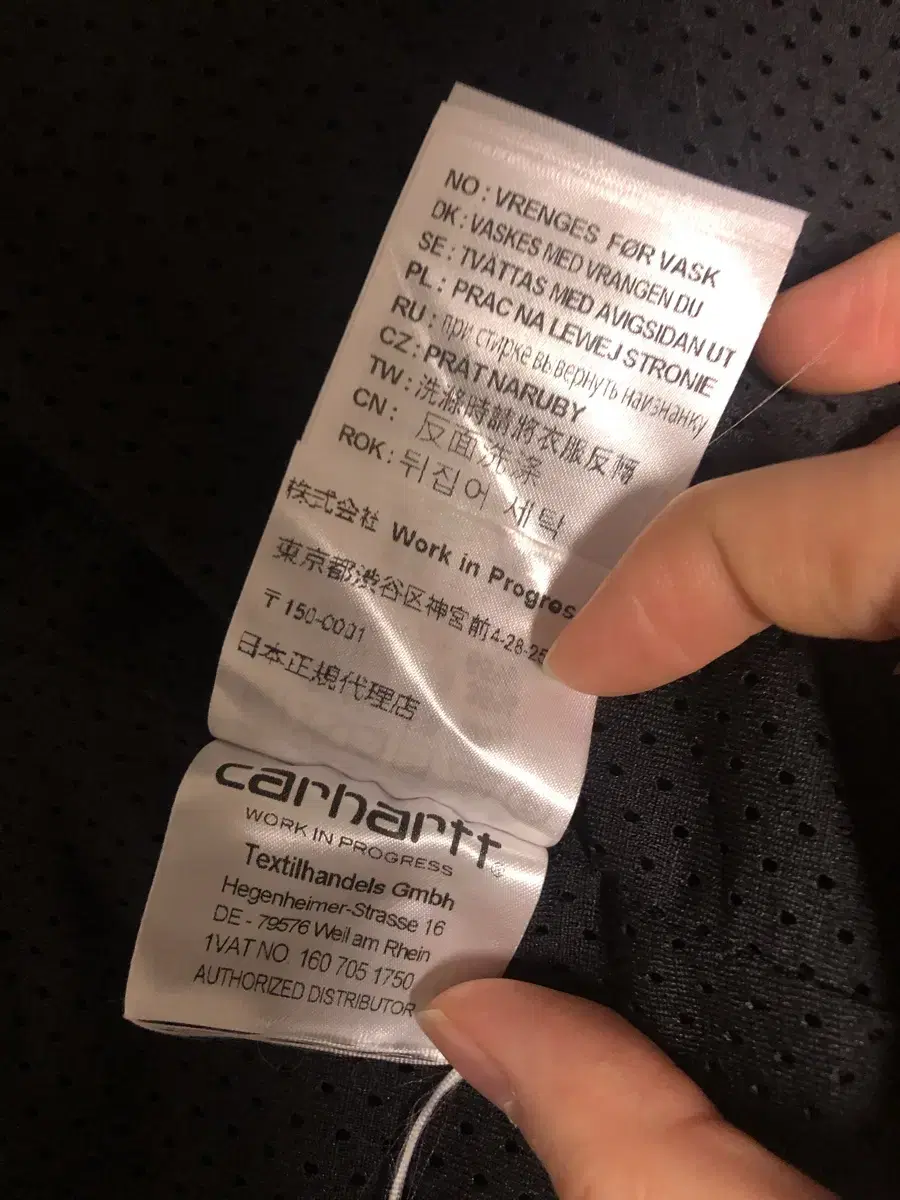 NO : VRENGES FØR VASK
DK : VASKES MED VRANGEN DU
SE : TVÄTTAS MED AVIGSIDAN UT
PL : PRAC NA LEWEJ STRONIE
RU : при стирке вь вернуть наизнанку
CZ : PRAT NARUBY
TW : 洗滌時請將衣服反轉
CN : 反面洗涤
ROK : 뒤집어 세탁
株式会社 Work in Progres
東京都渋谷区神宮前4-28-25
〒150-0001
日本正規代理店
carhartt
WORK IN PROGRESS
Textilhandels Gmbh
Hegenheimer-Strasse 16
DE - 79576 Weil am Rhein
1VAT NO. 160 705 1750
AUTHORIZED DISTRIBUTOR